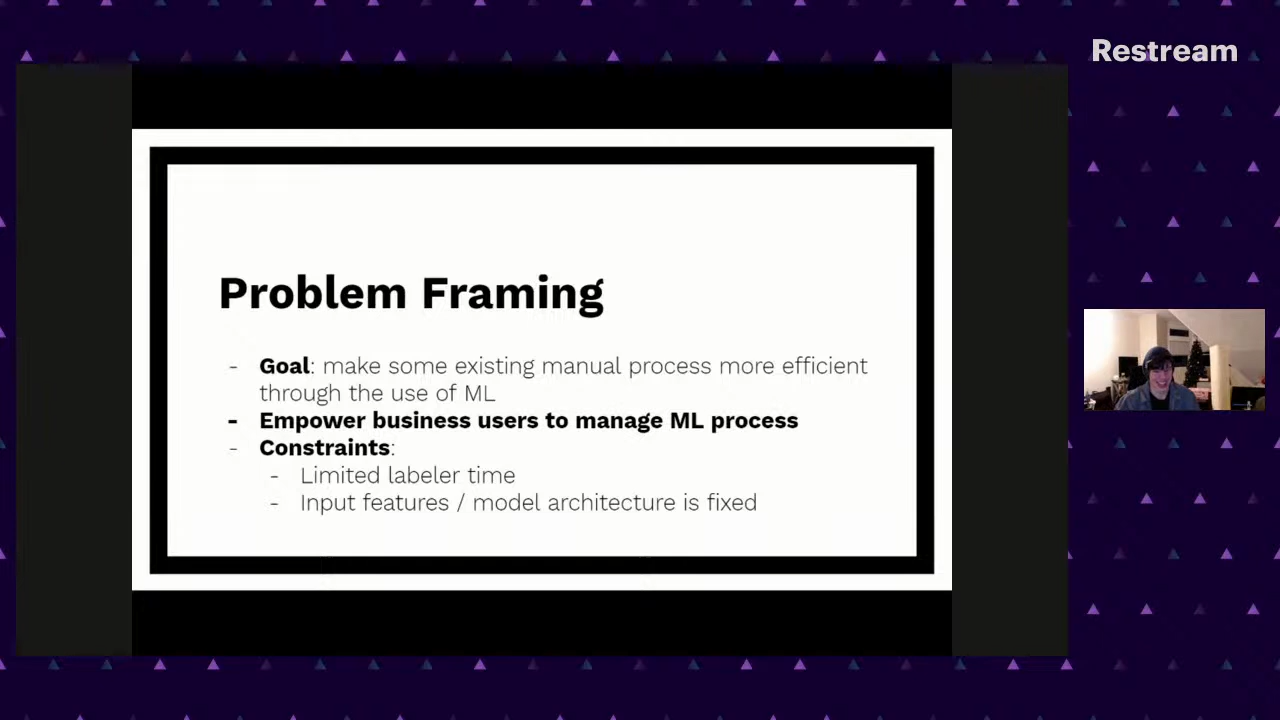 Restream
Problem Framing
- Goal: make some existing manual process more efficient
through the use of ML
- Empower business users to manage ML process
- Constraints:
- Limited labeler time
- Input features / model architecture is fixed